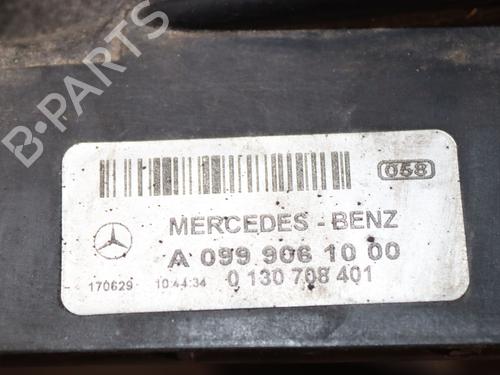 B-PARTS
058
MERCEDES - BENZ
A 099 906 10 00
170629 10:44:34 0 130 708 401